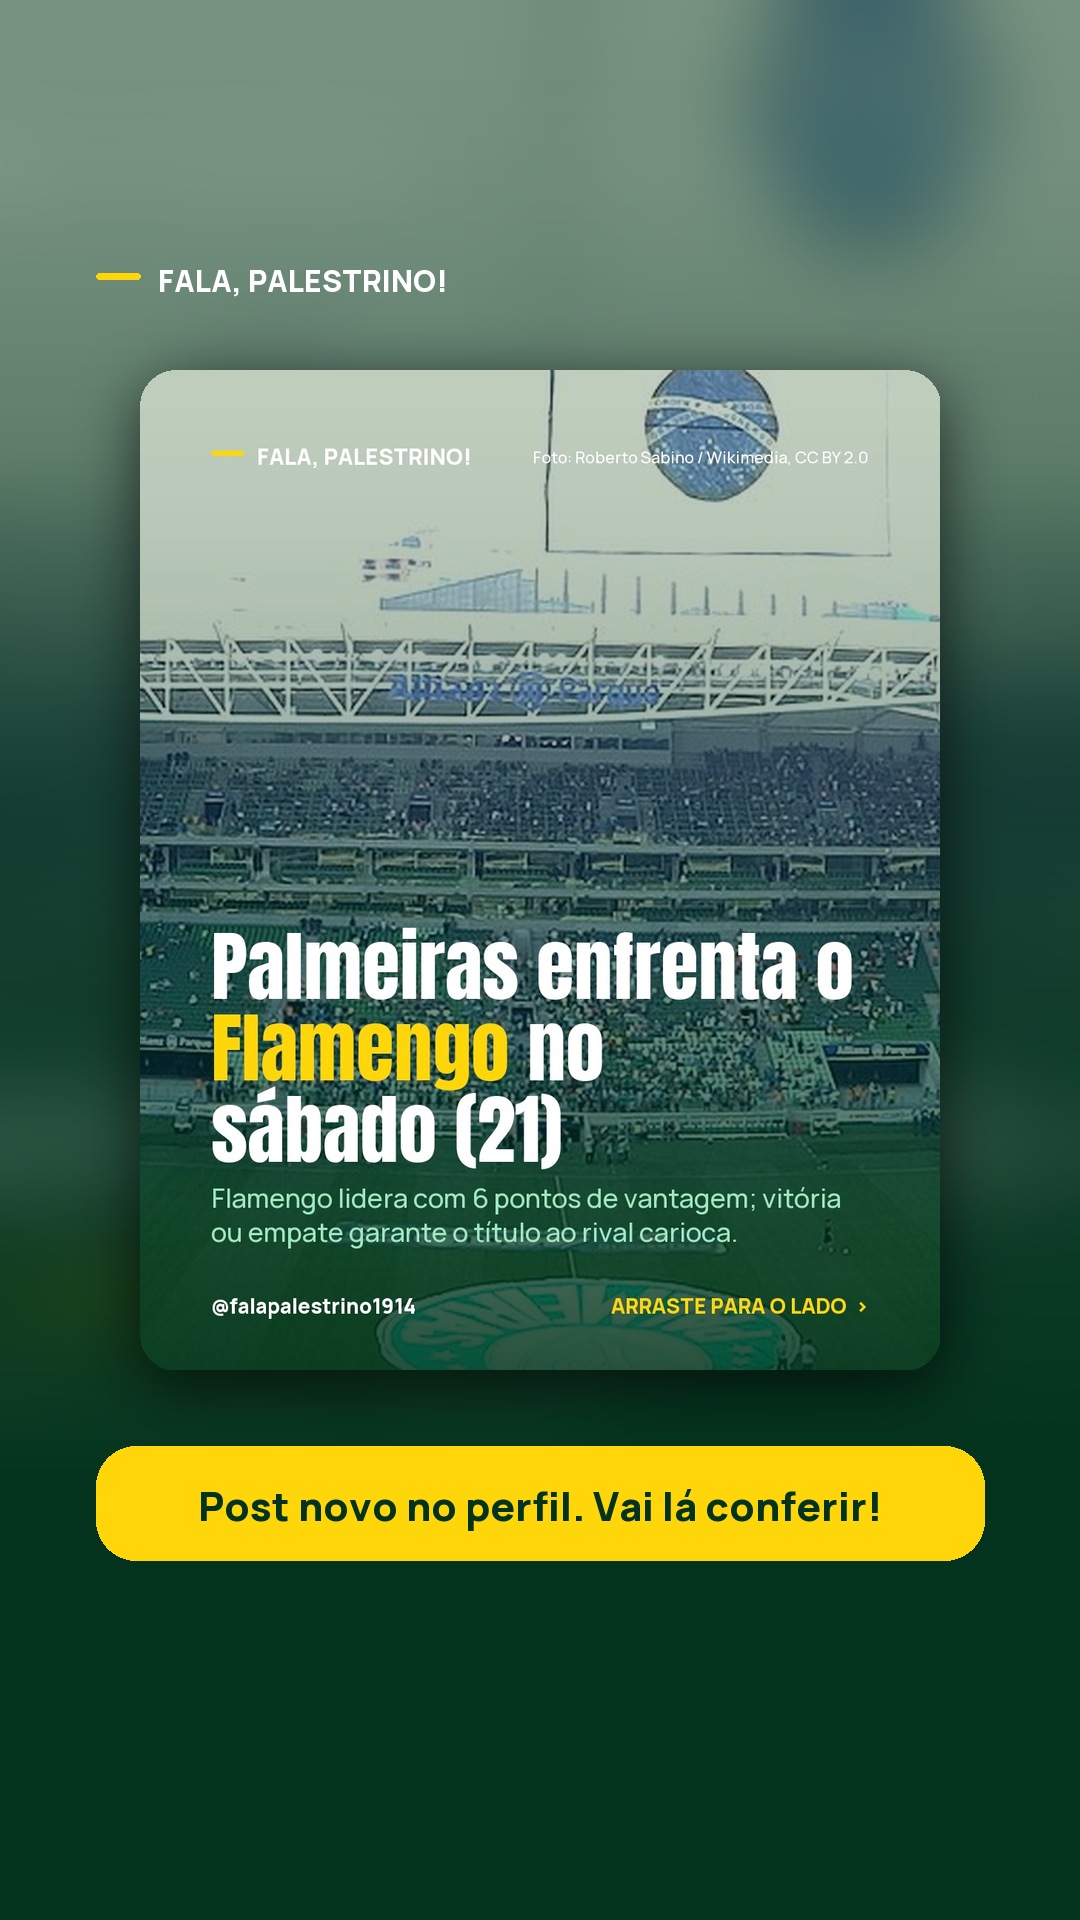 FALA, PALESTRINO!
FALA, PALESTRINO!
Foto: Roberto Sabino / Wikimedia, CC BY 2.0
Allianz Parque
Palmeiras enfrenta o
Flamengo no
sábado (21)
Flamengo lidera com 6 pontos de vantagem; vitória
ou empate garante o título ao rival carioca.
@falapalestrino1914
ARRASTE PARA O LADO ›
Post novo no perfil. Vai lá conferir!